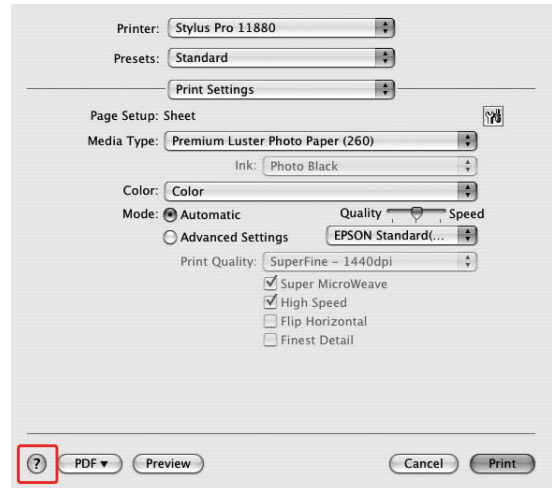 Printer: Stylus Pro 11880
Presets: Standard
Print Settings
Page Setup: Sheet
Media Type: Premium Luster Photo Paper (260)
Ink: Photo Black
Color: Color
Mode: Automatic Quality Speed
Advanced Settings EPSON Standard(...
Print Quality: SuperFine – 1440dpi
Super MicroWeave
High Speed
Flip Horizontal
Finest Detail
? PDF ▼ Preview Cancel Print